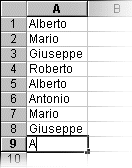 A B
1 Alberto
2 Mario
3 Giuseppe
4 Roberto
5 Alberto
6 Antonio
7 Mario
8 Giuseppe
9 A
10